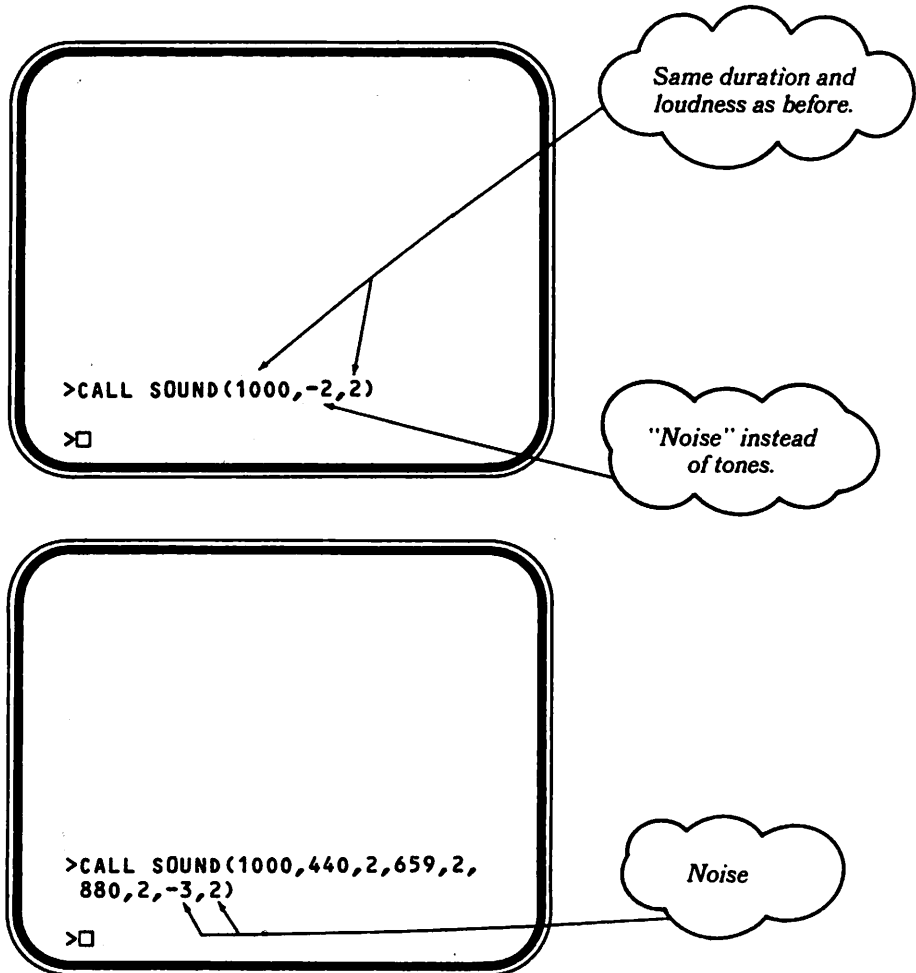 Same duration and
loudness as before.
>CALL SOUND(1000,-2,2)
>□
"Noise" instead
of tones.
>CALL SOUND(1000,440,2,659,2,
880,2,-3,2)
>□
Noise